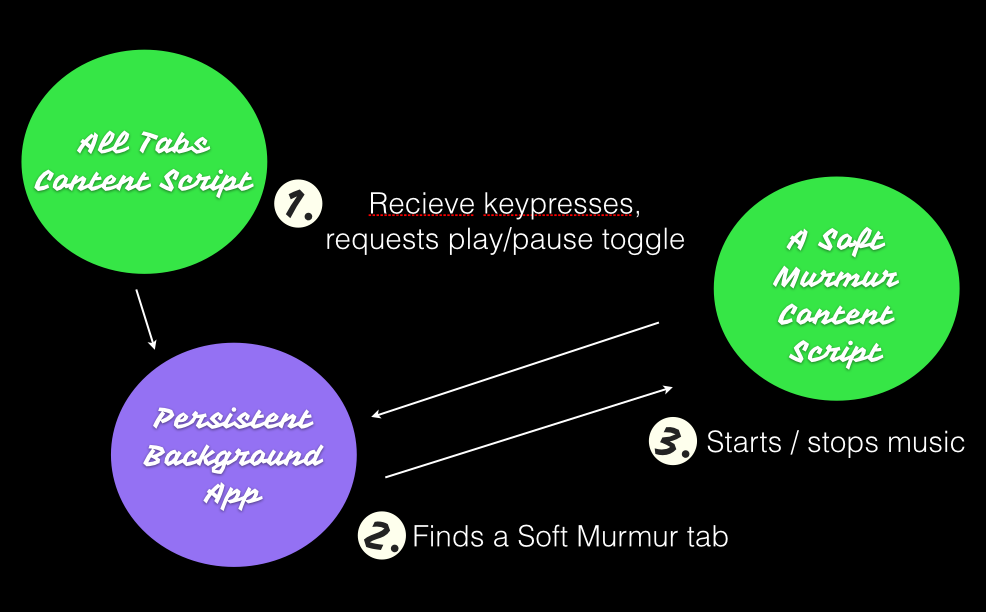 All Tabs
Content Script
1.
Recieve keypresses,
requests play/pause toggle
A Soft
Murmur
Content
Script
Persistent
Background
App
3. Starts / stops music
2. Finds a Soft Murmur tab